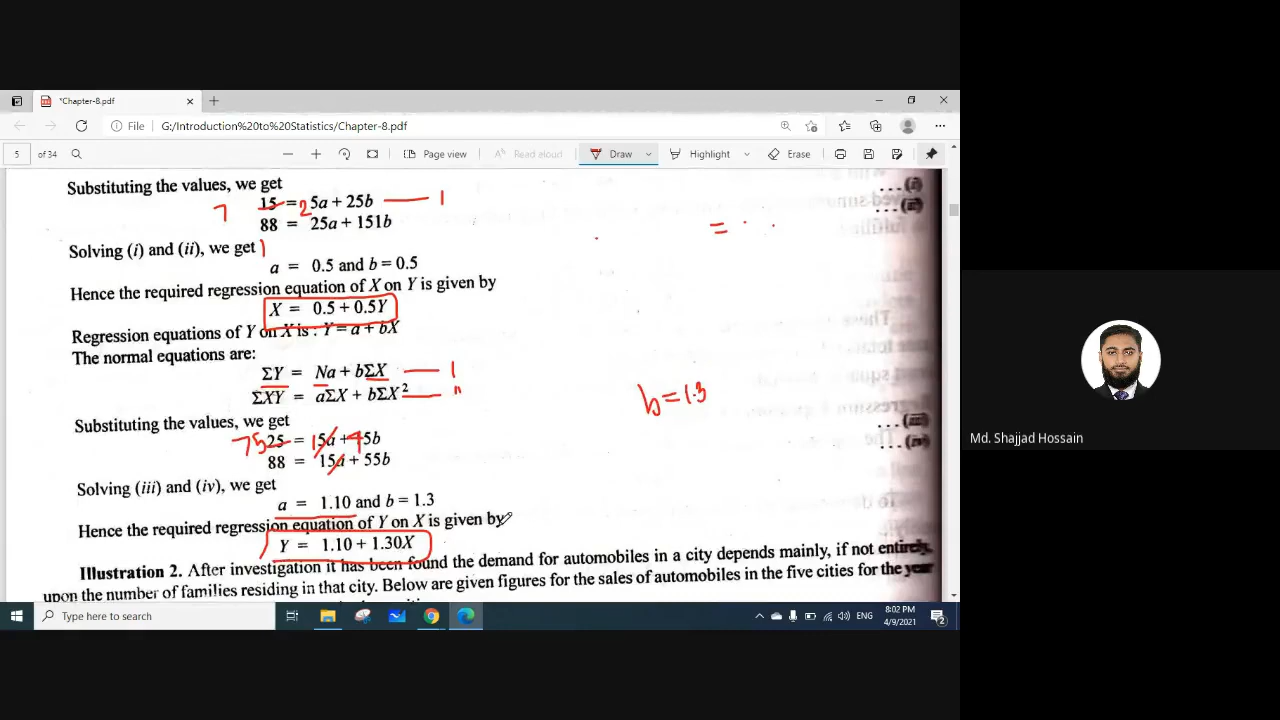 *Chapter-8.pdf
File G:/Introduction%20to%20Statistics/Chapter-8.pdf
5 of 34 Page view Read aloud Draw Highlight Erase
Substituting the values, we get
7 15 = 25a + 25b 1
88 = 25a + 151b
Solving (i) and (ii), we get
a = 0.5 and b = 0.5
Hence the required regression equation of X on Y is given by
X = 0.5 + 0.5Y
Regression equations of Y on X is : Y = a + bX
The normal equations are:
ΣY = Na + bΣX 1
ΣXY = aΣX + bΣX² "
b = 1.3
Substituting the values, we get
75 25 = 15a + 45b
88 = 15a + 55b
Solving (iii) and (iv), we get
a = 1.10 and b = 1.3
Hence the required regression equation of Y on X is given by
Y = 1.10 + 1.30X
Illustration 2. After investigation it has been found the demand for automobiles in a city depends mainly, if not entirely,
upon the number of families residing in that city. Below are given figures for the sales of automobiles in the five cities for the year
...(i)
...(ii)
...(iii)
...(iv)
Md. Shajjad Hossain
Type here to search
ENG
8:02 PM
4/9/2021
2